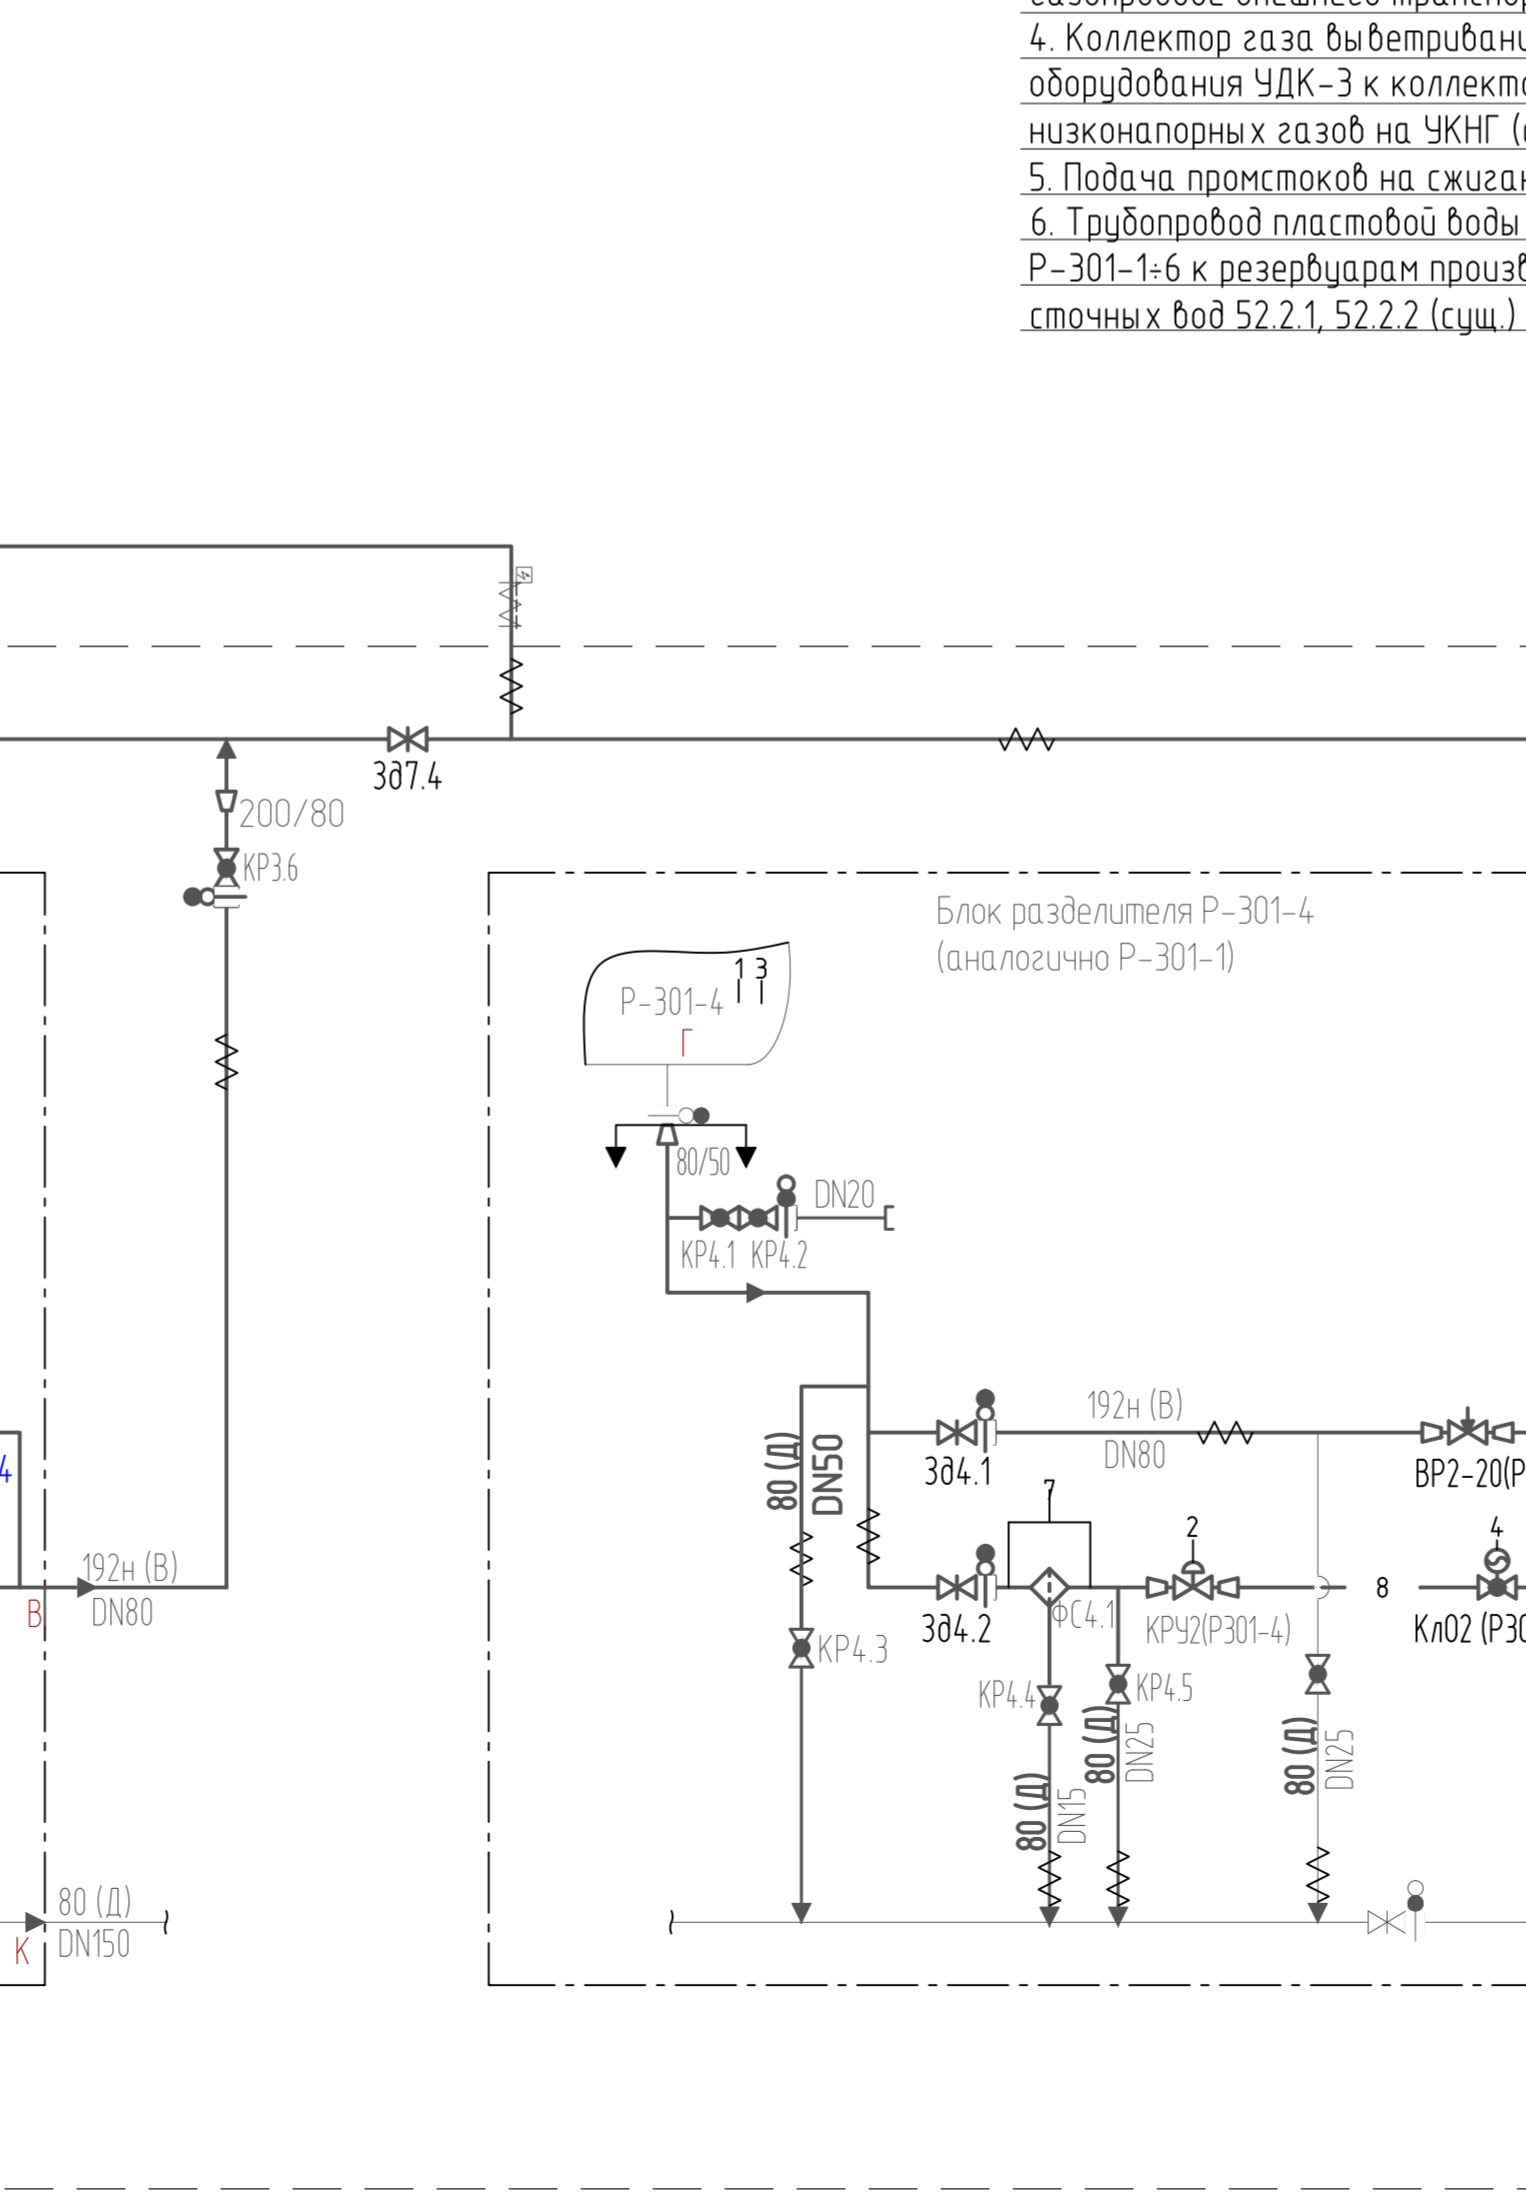 4. Коллектор газа выветривани
оборудования УДК-3 к коллекто
низконапорных газов на УКНГ (
5. Подача промстоков на сжиган
6. Трубопровод пластовой воды
Р-301-1÷6 к резервуарам произв
сточных вод 52.2.1, 52.2.2 (сущ.)
Зд7.4
200/80
КР3.6
Блок разделителя Р-301-4
(аналогично Р-301-1)
1 3
Р-301-4
Г
80/50
DN20
КР4.1 КР4.2
192н (В)
DN80
Зд4.1
ВР2-20(Р
80 (Д)
DN50
4
7
2
4
192н (В)
DN80
В
8
ФС4.1
Зд4.2
КРУ2(Р301-4)
КлО2 (Р30
КР4.3
КР4.4
КР4.5
80 (Д)
DN15
80 (Д)
DN25
80 (Д)
DN25
80 (Д)
DN150
К